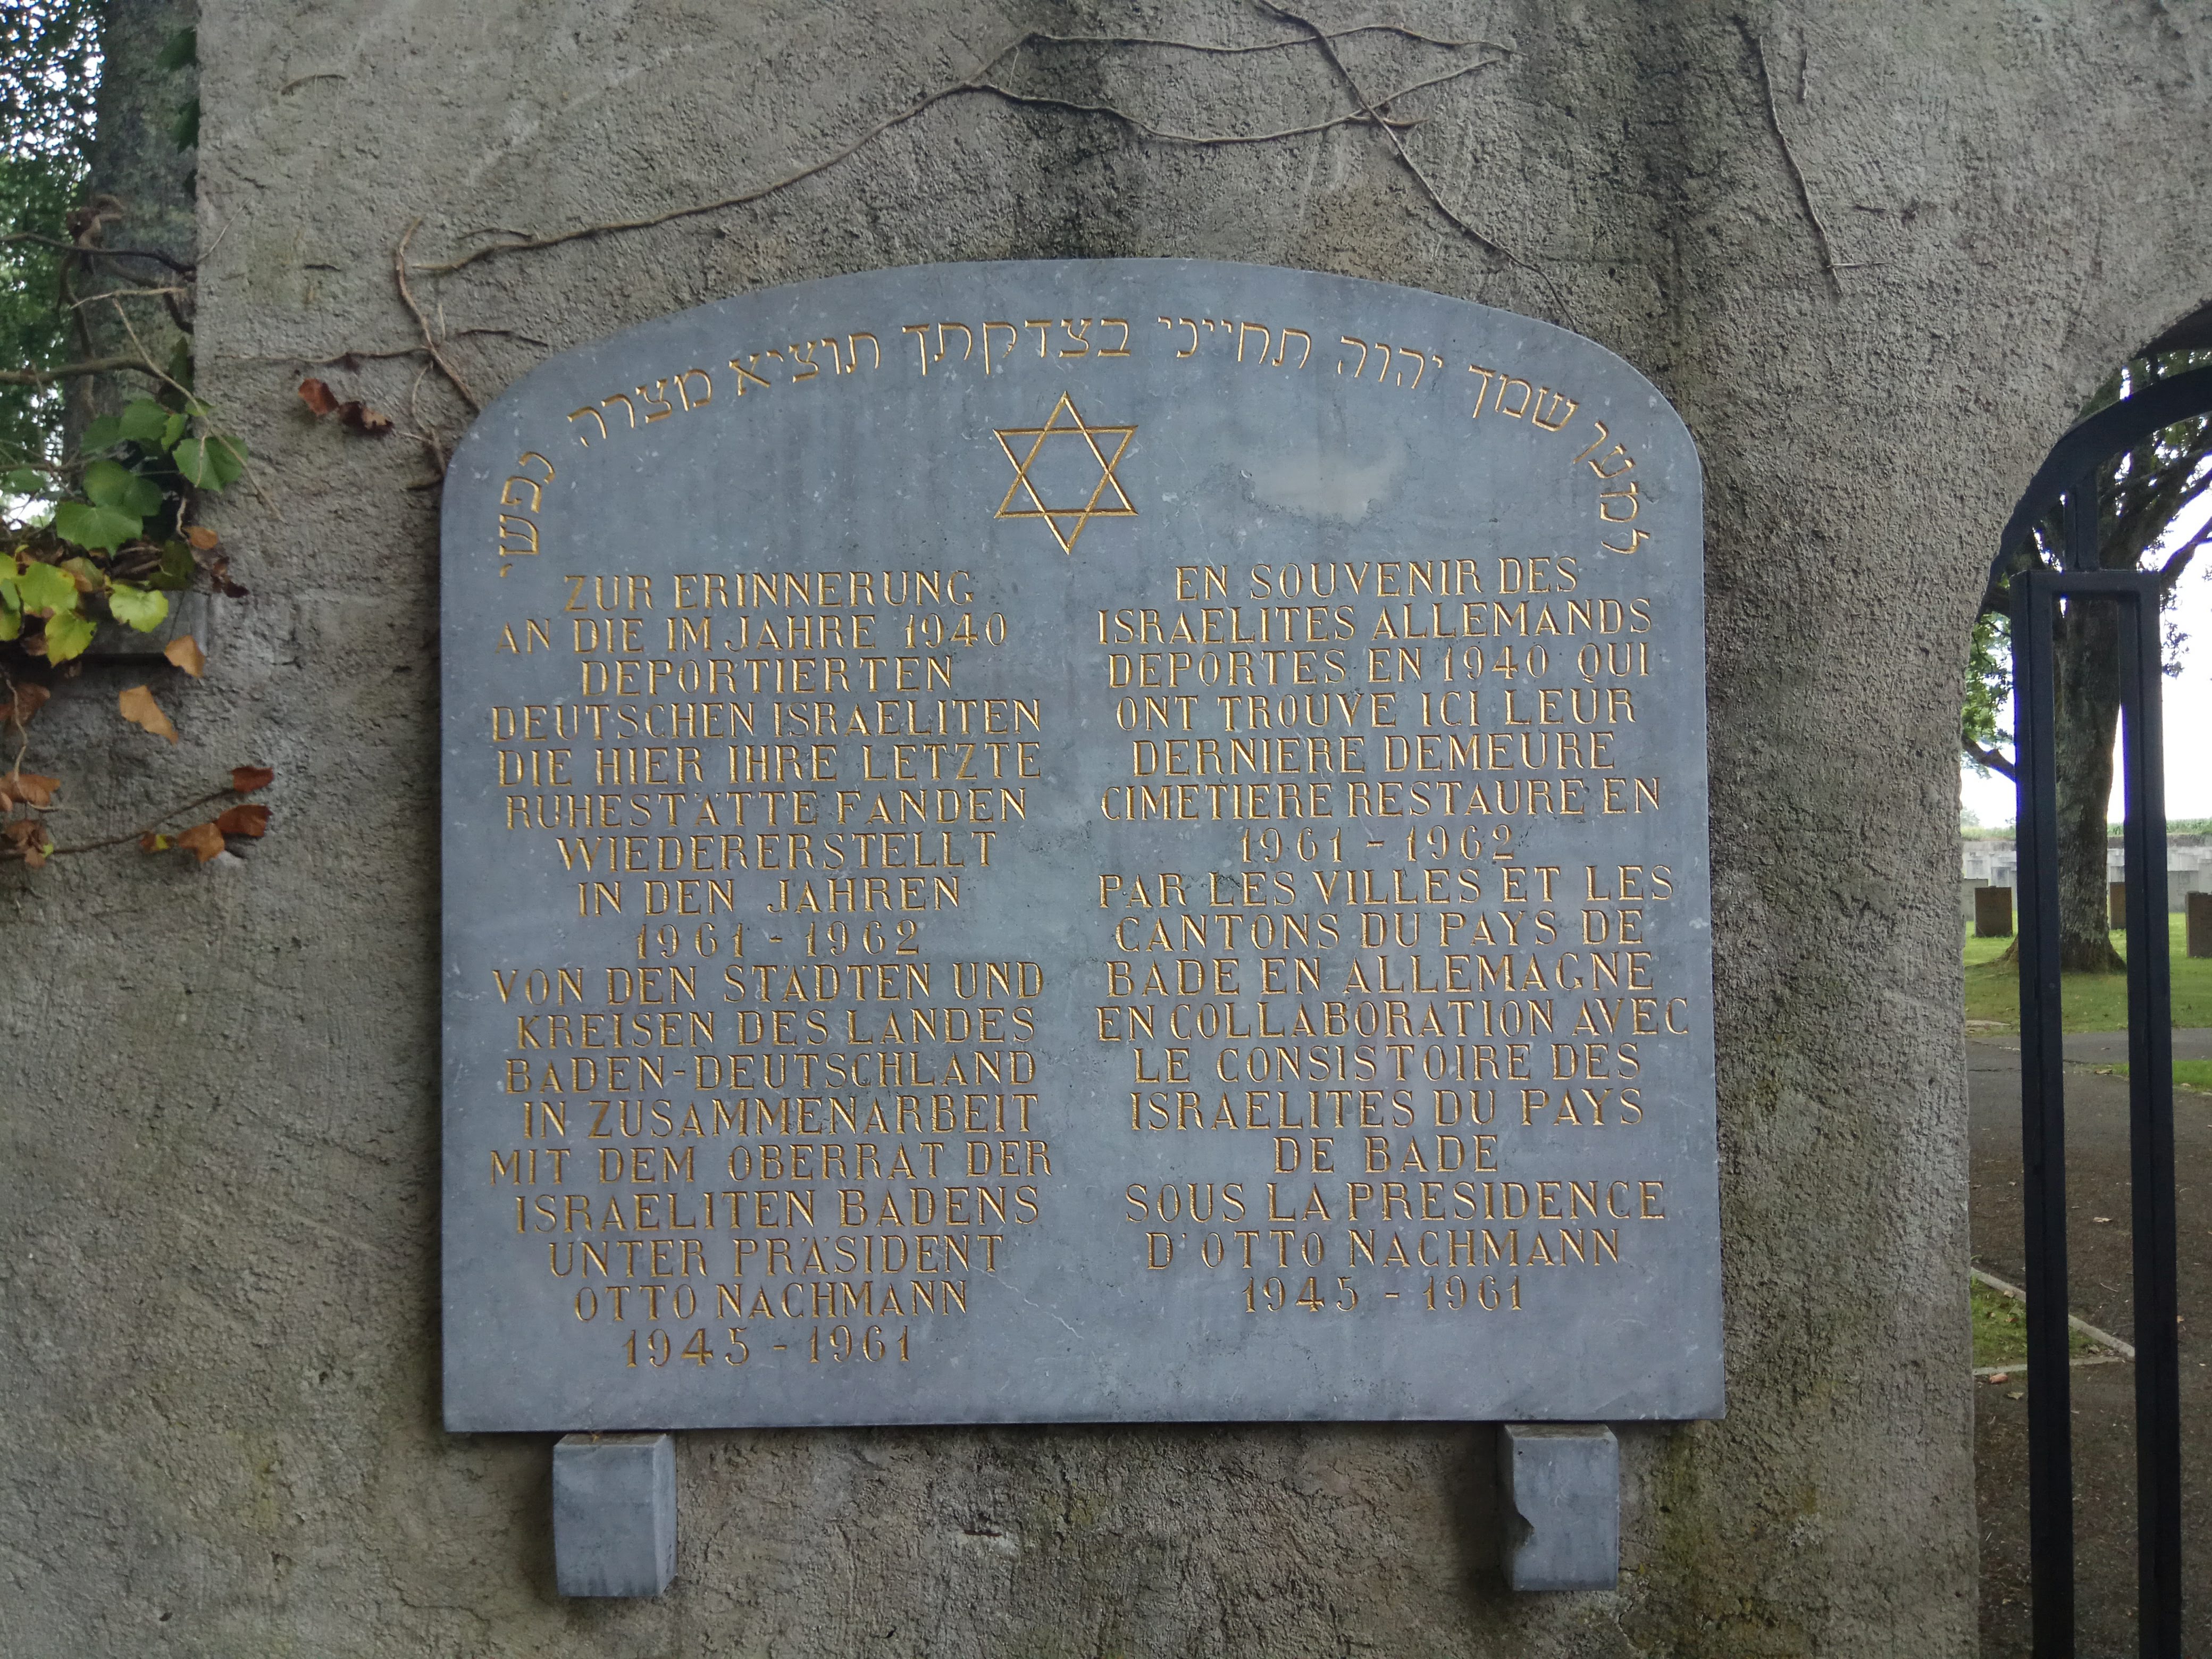 למען שמך יהוה תחייני בצדקתך תוציא מצרה נפשי
ZUR ERINNERUNG
AN DIE IM JAHRE 1940
DEPORTIERTEN
DEUTSCHEN ISRAELITEN
DIE HIER IHRE LETZTE
RUHESTÄTTE FANDEN
WIEDERERSTELLT
IN DEN JAHREN
1961 - 1962
VON DEN STÄDTEN UND
KREISEN DES LANDES
BADEN-DEUTSCHLAND
IN ZUSAMMENARBEIT
MIT DEM OBERRAT DER
ISRAELITEN BADENS
UNTER PRÄSIDENT
OTTO NACHMANN
1945 - 1961
EN SOUVENIR DES
ISRAELITES ALLEMANDS
DEPORTES EN 1940 QUI
ONT TROUVE ICI LEUR
DERNIERE DEMEURE
CIMETIERE RESTAURE EN
1961 - 1962
PAR LES VILLES ET LES
CANTONS DU PAYS DE
BADE EN ALLEMAGNE
EN COLLABORATION AVEC
LE CONSISTOIRE DES
ISRAELITES DU PAYS
DE BADE
SOUS LA PRESIDENCE
D'OTTO NACHMANN
1945 - 1961